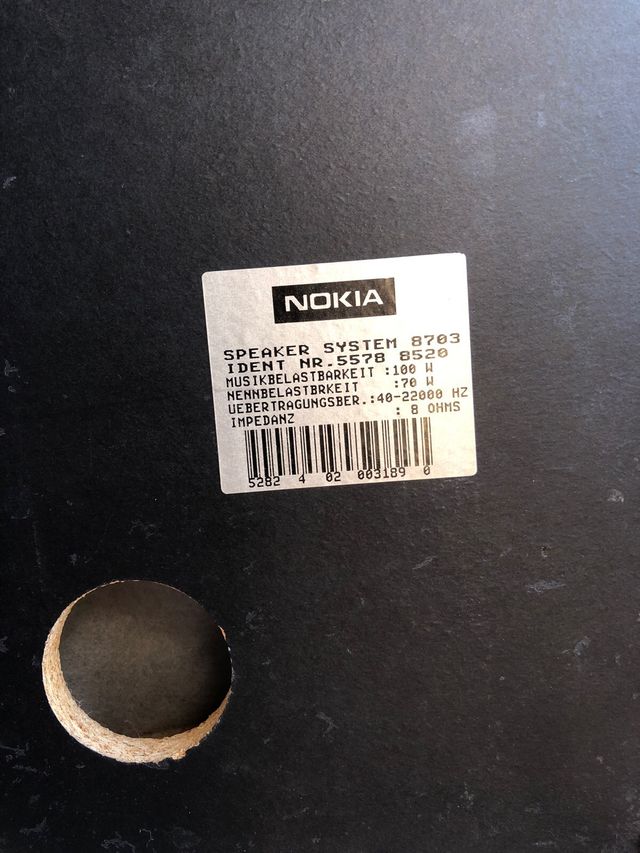 NOKIA
SPEAKER SYSTEM 8703
IDENT NR.5578 8520
MUSIKBELASTBARKEIT :100 W
NENNBELASTBRKEIT :70 W
UEBERTRAGUNGSBER.:40-22000 HZ
IMPEDANZ : 8 OHMS
5282 4 02 003189 0